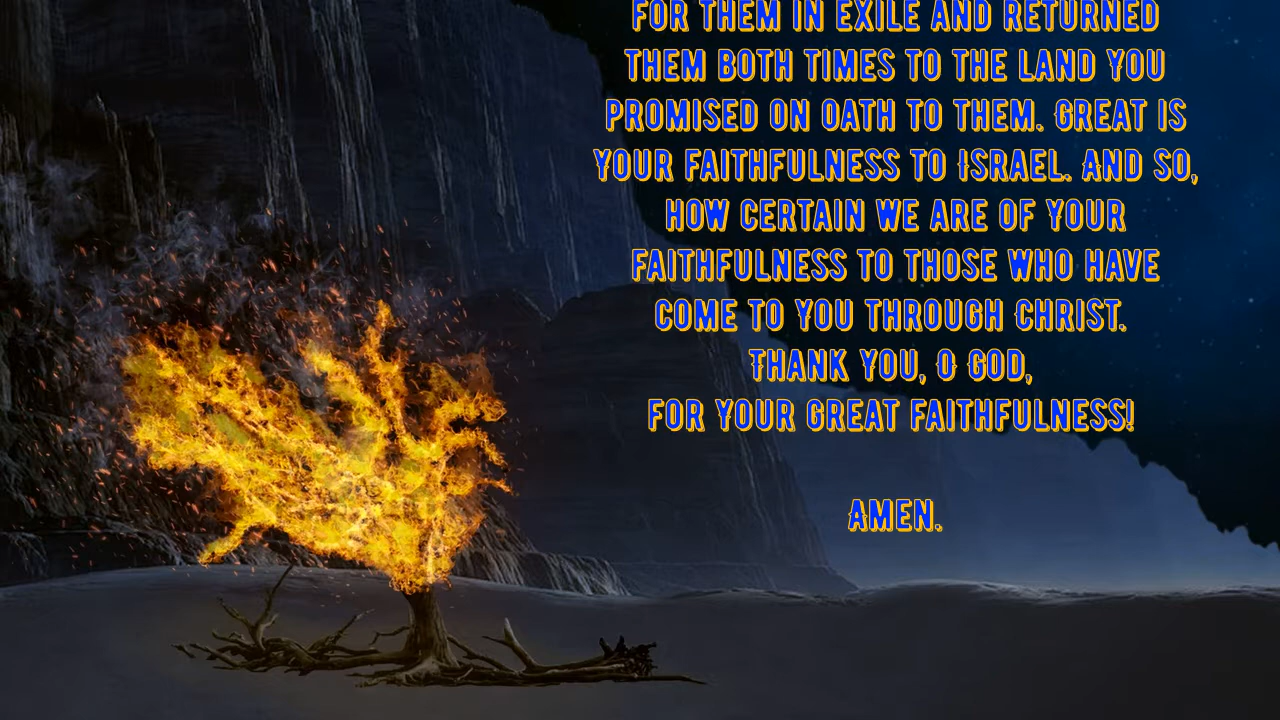 FOR THEM IN EXILE AND RETURNED
THEM BOTH TIMES TO THE LAND YOU
PROMISED ON OATH TO THEM. GREAT IS
YOUR FAITHFULNESS TO ISRAEL. AND SO,
HOW CERTAIN WE ARE OF YOUR
FAITHFULNESS TO THOSE WHO HAVE
COME TO YOU THROUGH CHRIST.
THANK YOU, O GOD,
FOR YOUR GREAT FAITHFULNESS!
AMEN.